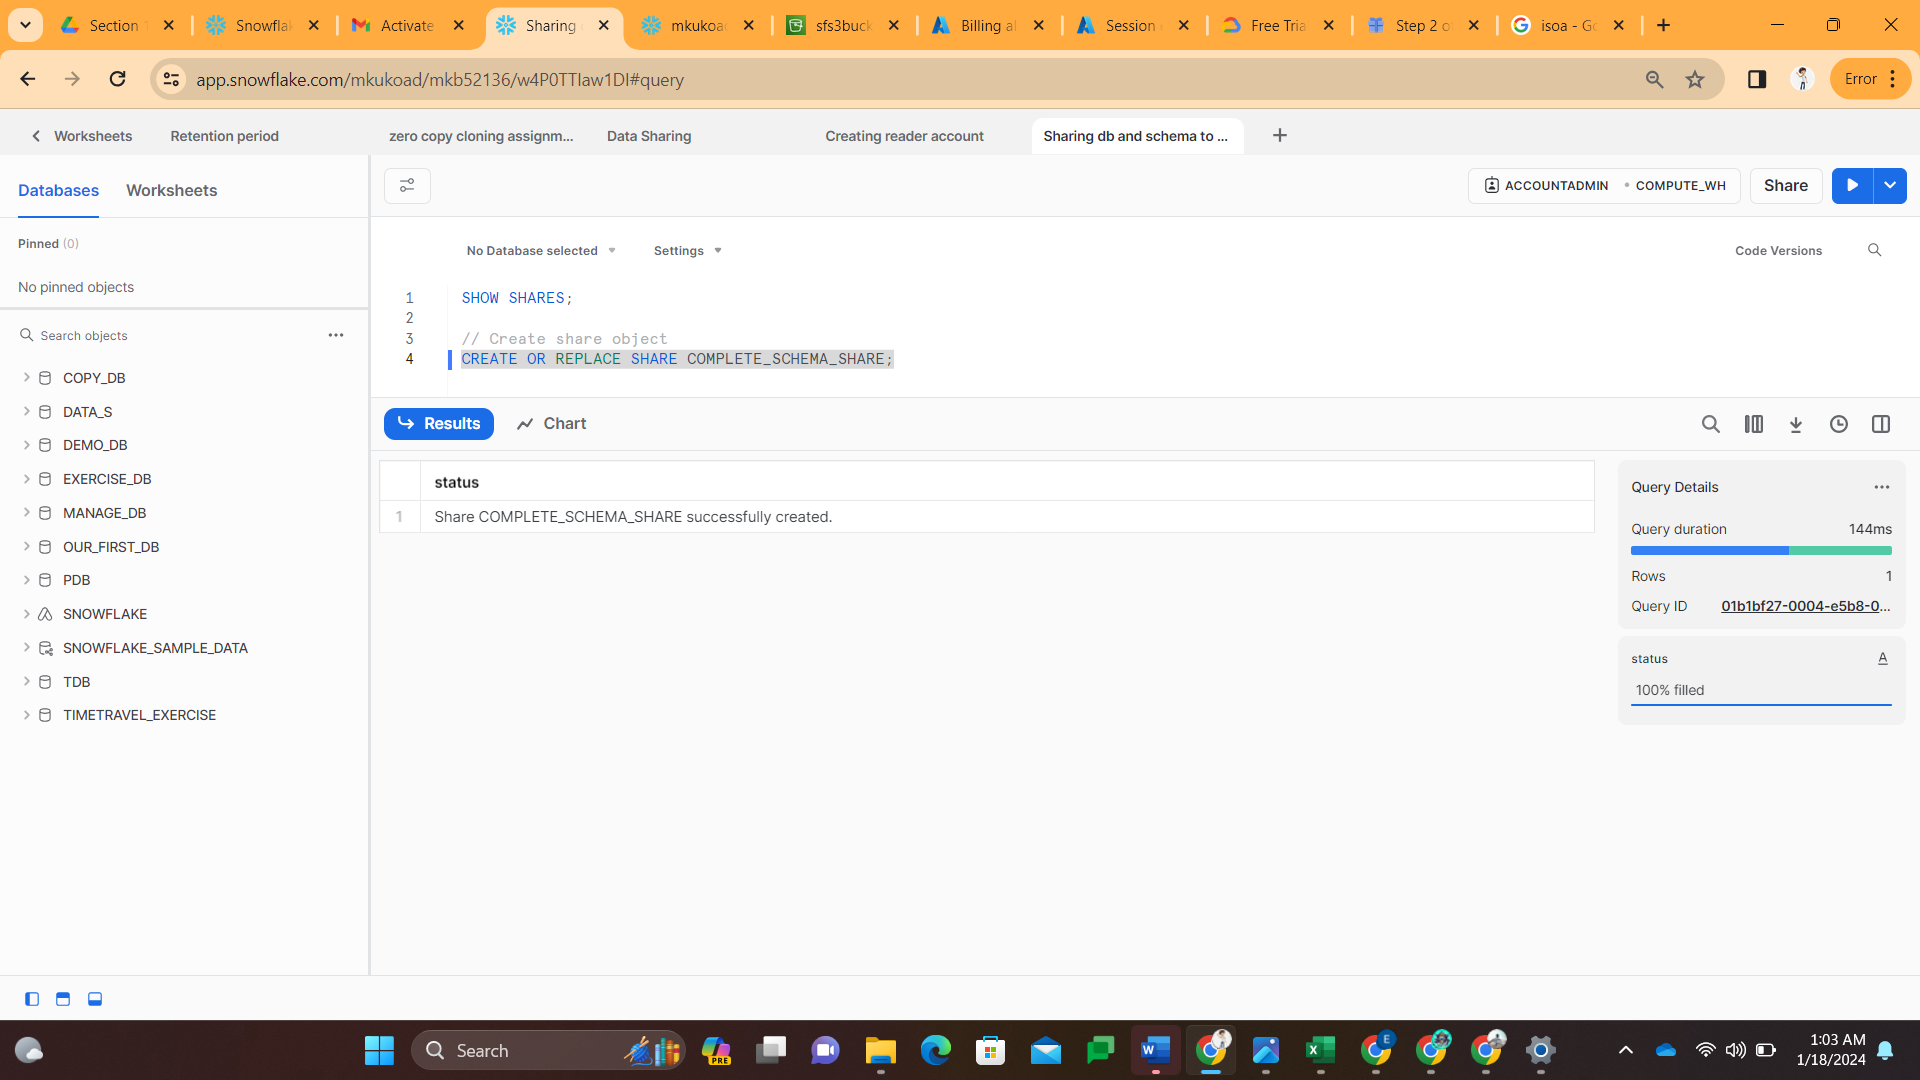 Section
Snowflak
Activate
Sharing
mkukoad
sfs3buck
Billing al
Session
Free Tria
Step 2 o
isoa - Go
app.snowflake.com/mkukoad/mkb52136/w4P0TTIaw1DI#query
Error
Worksheets
Retention period
zero copy cloning assignm...
Data Sharing
Creating reader account
Sharing db and schema to ...
Databases
Worksheets
ACCOUNTADMIN
COMPUTE_WH
Share
Pinned (0)
No pinned objects
No Database selected
Settings
Code Versions
1 SHOW SHARES;
2
3 // Create share object
4 CREATE OR REPLACE SHARE COMPLETE_SCHEMA_SHARE;
Search objects
COPY_DB
DATA_S
DEMO_DB
EXERCISE_DB
MANAGE_DB
OUR_FIRST_DB
PDB
SNOWFLAKE
SNOWFLAKE_SAMPLE_DATA
TDB
TIMETRAVEL_EXERCISE
Results
Chart
status
1 Share COMPLETE_SCHEMA_SHARE successfully created.
Query Details
Query duration 144ms
Rows 1
Query ID 01b1bf27-0004-e5b8-0...
status A
100% filled
Search
PRE
E
1:03 AM
1/18/2024